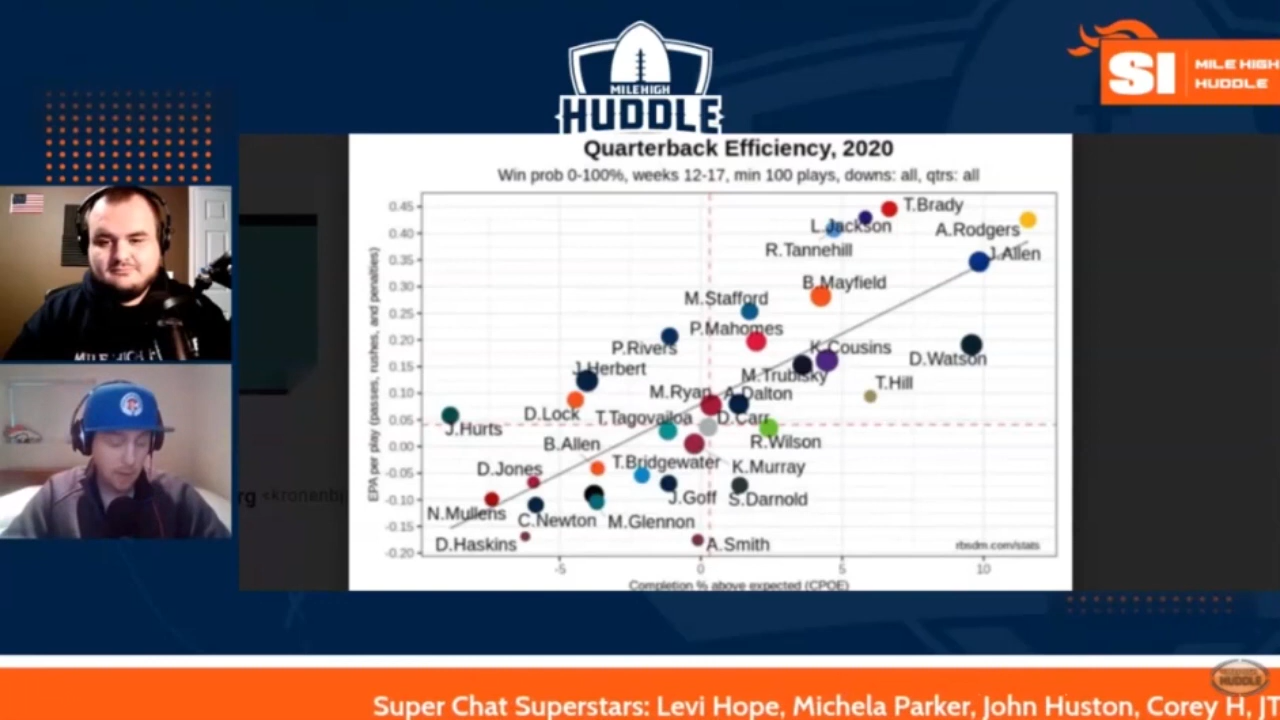 MILE HIGH
HUDDLE
SI
MILE HIGH
HUDDLE
Quarterback Efficiency, 2020
Win prob 0-100%, weeks 12-17, min 100 plays, downs: all, qtrs: all
EPA per play (passes, rushes, and penalties)
0.45
0.40
0.35
0.30
0.25
0.20
0.15
0.10
0.05
0.00
-0.05
-0.10
-0.15
-0.20
T.Brady
L.Jackson
A.Rodgers
R.Tannehill
J.Allen
B.Mayfield
M.Stafford
P.Mahomes
P.Rivers
K.Cousins
D.Watson
J.Herbert
M.Trubisky
T.Hill
M.Ryan
A.Dalton
D.Lock
T.Tagovailoa
D.Carr
J.Hurts
B.Allen
R.Wilson
D.Jones
T.Bridgewater
K.Murray
J.Goff
S.Darnold
N.Mullens
C.Newton
M.Glennon
D.Haskins
A.Smith
rbsdm.com/stats
-5
0
5
10
Completion % above expected (CPOE)
rg <kronenbj
HUDDLE
Super Chat Superstars: Levi Hope, Michela Parker, John Huston, Corey H, JT